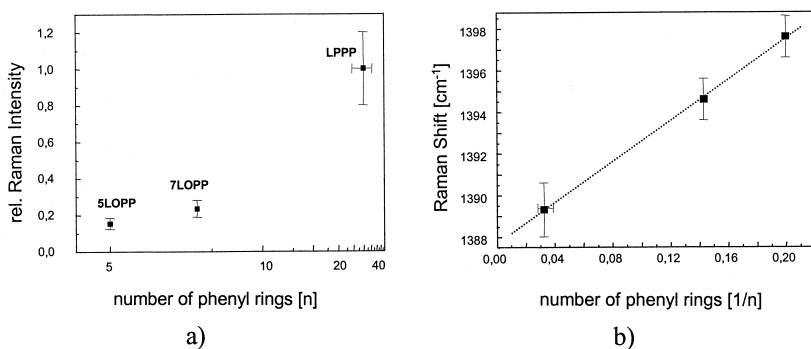 rel. Raman Intensity
1,2
1,0
0,8
0,6
0,4
0,2
0,0
LPPP
7LOPP
5LOPP
5
10
20
30
40
number of phenyl rings [n]
a)
Raman Shift [cm⁻¹]
1398
1396
1394
1392
1390
1388
0,00
0,04
0,08
0,12
0,16
0,20
number of phenyl rings [1/n]
b)